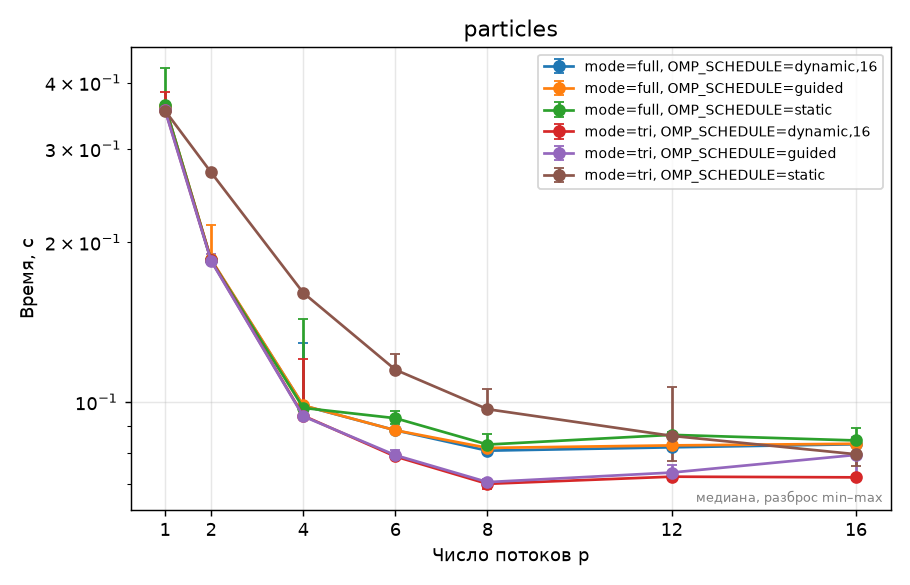 particles
4 × 10⁻¹
3 × 10⁻¹
2 × 10⁻¹
10⁻¹
Время, с
mode=full, OMP_SCHEDULE=dynamic,16
mode=full, OMP_SCHEDULE=guided
mode=full, OMP_SCHEDULE=static
mode=tri, OMP_SCHEDULE=dynamic,16
mode=tri, OMP_SCHEDULE=guided
mode=tri, OMP_SCHEDULE=static
медиана, разброс min–max
1 2 4 6 8 12 16
Число потоков p